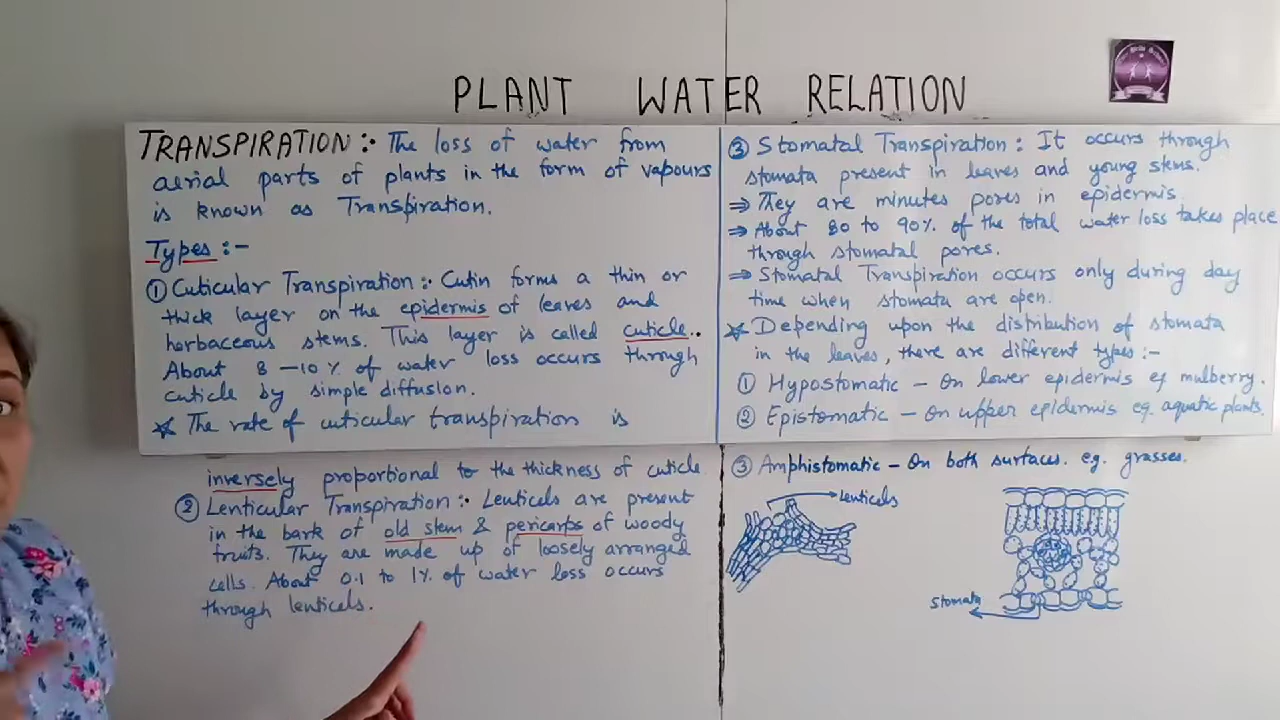 PLANT WATER RELATION
TRANSPIRATION :- The loss of water from
aerial parts of plants in the form of vapours
is known as Transpiration.
Types :-
① Cuticular Transpiration :- Cutin forms a thin or
thick layer on the epidermis of leaves and
herbaceous stems. This layer is called cuticle..
About 8 - 10 % of water loss occurs through
cuticle by simple diffusion.
☆ The rate of cuticular transpiration is
inversely proportional to the thickness of cuticle
② Lenticular Transpiration :- Lenticels are present
in the bark of old stem & pericarps of woody
fruits. They are made up of loosely arranged
cells. About 0.1 to 1% of water loss occurs
through lenticels.
③ Stomatal Transpiration : It occurs through
stomata present in leaves and young stems.
⇒ They are minutes pores in epidermis.
⇒ About 80 to 90% of the total water loss takes place
through stomatal pores.
⇒ Stomatal Transpiration occurs only during day
time when stomata are open.
☆ Depending upon the distribution of stomata
in the leaves, there are different types :-
① Hypostomatic - On lower epidermis eg mulberry.
② Epistomatic - On upper epidermis eg. aquatic plants.
③ Amphistomatic - On both surfaces. eg. grasses.
Lenticels
Stomata